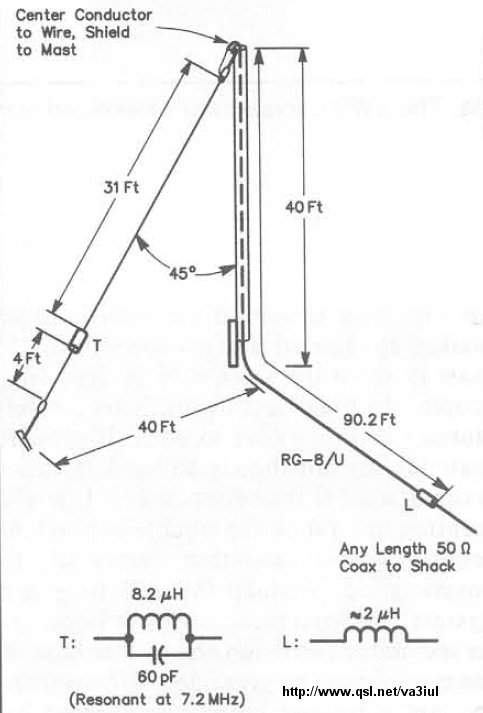 Center Conductor
to Wire, Shield
to Mast
31 Ft
40 Ft
45°
T
4 Ft
40 Ft
90.2 Ft
RG–8/U
L
Any Length 50 Ω
Coax to Shack
8.2 μH
T:
60 pF
(Resonant at 7.2 MHz)
≈2 μH
L:
http://www.qsl.net/va3iul